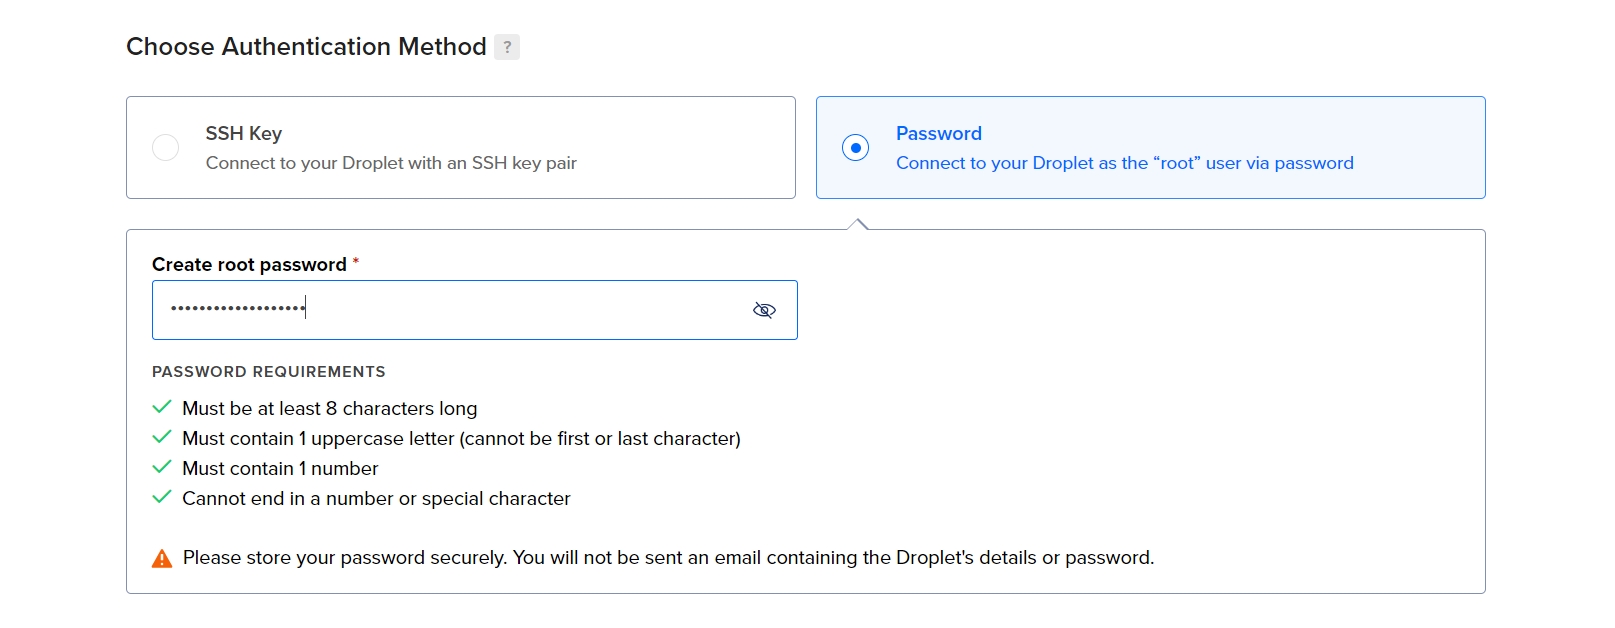 Choose Authentication Method ?
SSH Key
Connect to your Droplet with an SSH key pair
Password
Connect to your Droplet as the “root” user via password
Create root password *
•••••••••••••••••••
PASSWORD REQUIREMENTS
Must be at least 8 characters long
Must contain 1 uppercase letter (cannot be first or last character)
Must contain 1 number
Cannot end in a number or special character
Please store your password securely. You will not be sent an email containing the Droplet's details or password.